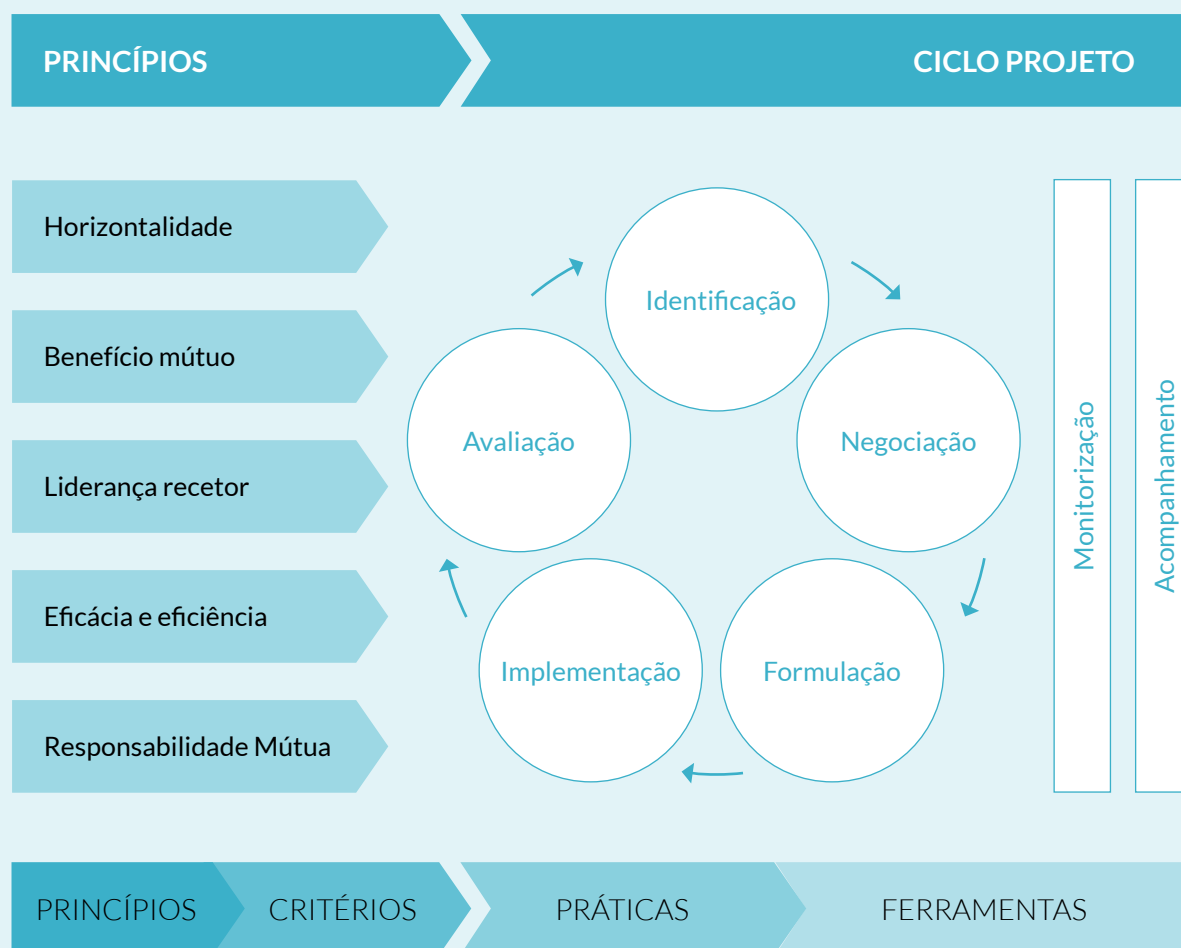 PRINCÍPIOS
CICLO PROJETO
Horizontalidade
Benefício mútuo
Liderança recetor
Eficácia e eficiência
Responsabilidade Mútua
Identificação
Negociação
Formulação
Implementação
Avaliação
Monitorização
Acompanhamento
PRINCÍPIOS
CRITÉRIOS
PRÁTICAS
FERRAMENTAS